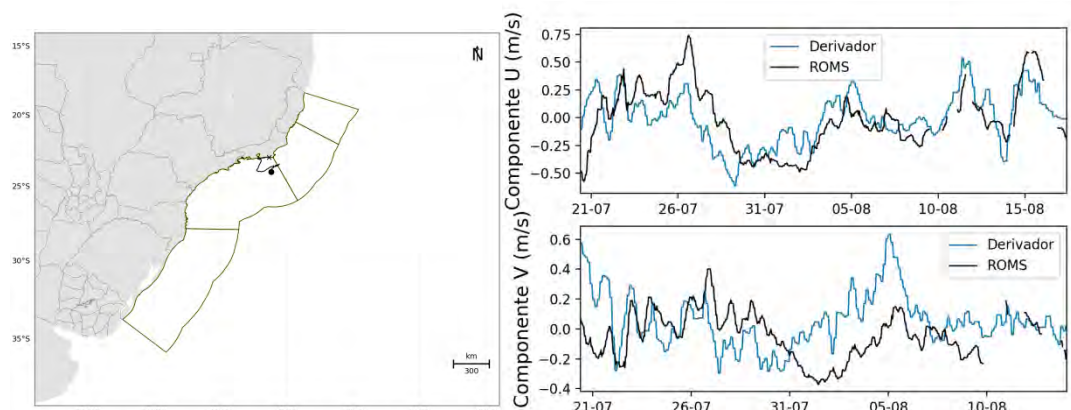 15°S
20°S
25°S
30°S
35°S
N
km
300
Componente U (m/s)
0.75
0.50
0.25
0.00
−0.25
−0.50
Derivador
ROMS
21-07
26-07
31-07
05-08
10-08
15-08
Componente V (m/s)
0.6
0.4
0.2
0.0
−0.2
−0.4
Derivador
ROMS
21-07
26-07
31-07
05-08
10-08